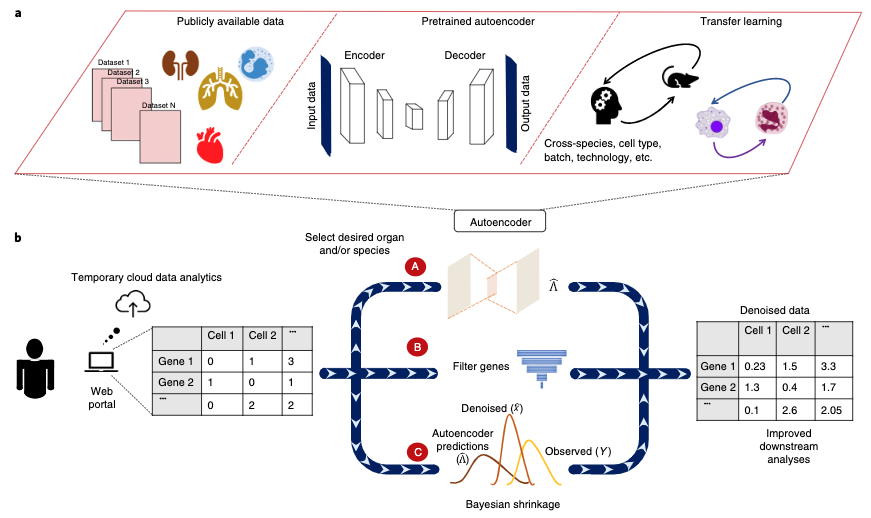 a
Publicly available data
Pretrained autoencoder
Transfer learning
Dataset 1
Dataset 2
Dataset 3
Dataset N
Input data
Encoder
Decoder
Output data
Cross-species, cell type,
batch, technology, etc.
Autoencoder
b
Select desired organ
and/or species
Temporary cloud data analytics
Web
portal
Cell 1 Cell 2 ...
Gene 1 0 1 3
Gene 2 1 0 1
... 0 2 2
A
Λ̂
B
Filter genes
C
Denoised (x̂)
Autoencoder
predictions
(Λ̂)
Observed (Y)
Bayesian shrinkage
Denoised data
Cell 1 Cell 2 ...
Gene 1 0.23 1.5 3.3
Gene 2 1.3 0.4 1.7
... 0.1 2.6 2.05
Improved
downstream
analyses